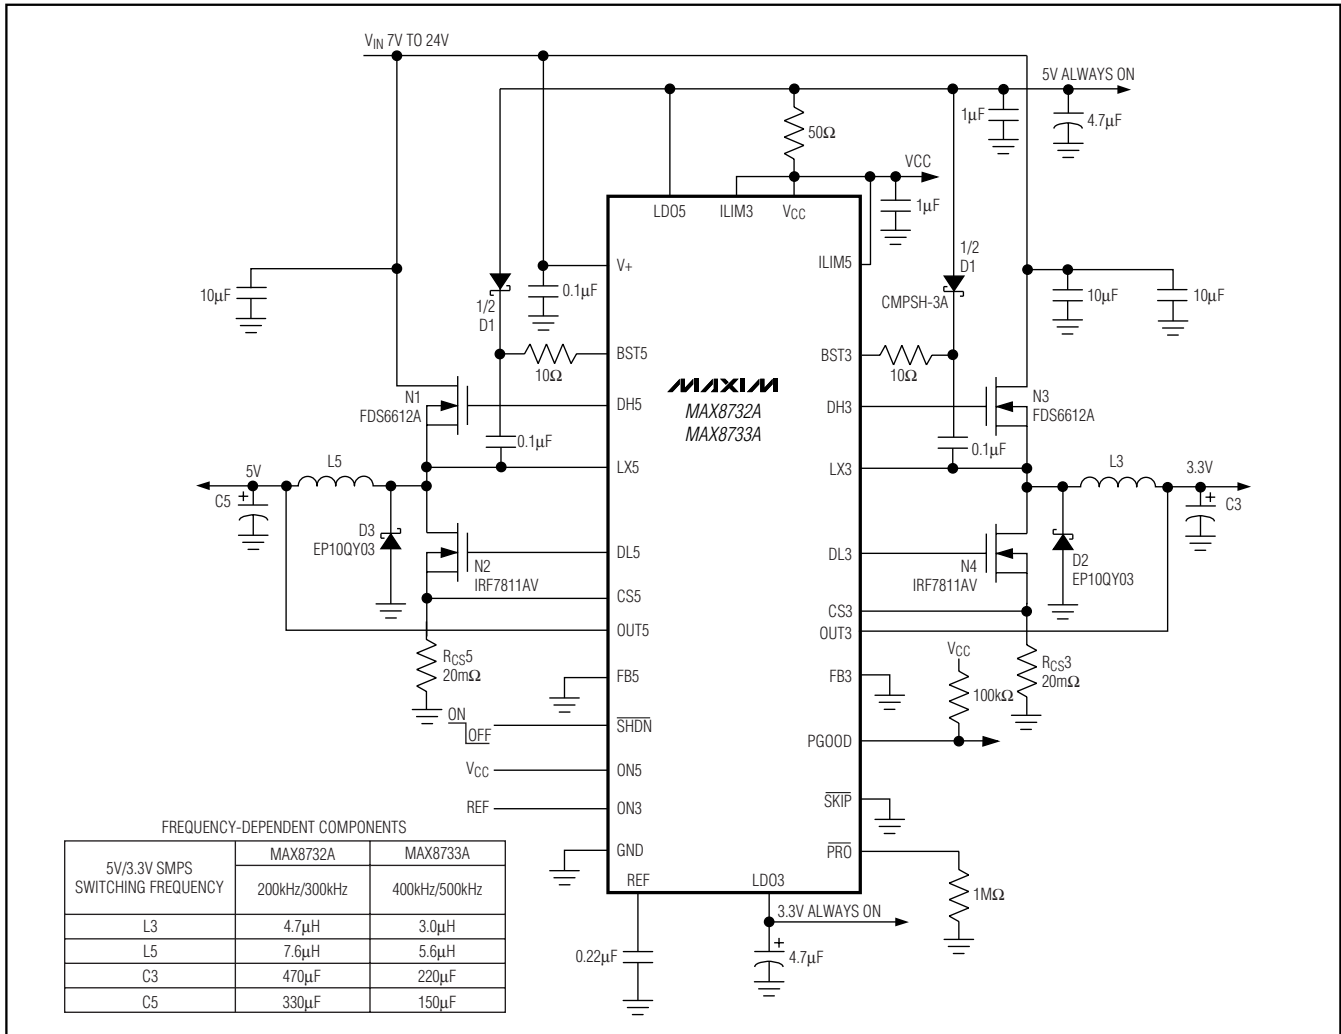 VIN 7V TO 24V
5V ALWAYS ON
1µF
4.7µF
50Ω
VCC
1µF
LDO5
ILIM3
VCC
V+
ILIM5
1/2
D1
CMPSH-3A
10µF
0.1µF
1/2
D1
10µF
10µF
BST5
10Ω
BST3
10Ω
MAXIM
MAX8732A
MAX8733A
N1
FDS6612A
DH5
DH3
N3
FDS6612A
0.1µF
0.1µF
5V
L5
LX5
LX3
L3
3.3V
+
C5
+
C3
D3
EP10QY03
N2
IRF7811AV
DL5
DL3
N4
IRF7811AV
D2
EP10QY03
CS5
CS3
OUT5
OUT3
RCS5
20mΩ
VCC
RCS3
20mΩ
FB5
FB3
100kΩ
ON
OFF
SHDN
PGOOD
VCC
ON5
REF
ON3
SKIP
GND
PRO
REF
LDO3
1MΩ
3.3V ALWAYS ON
0.22µF
+
4.7µF
FREQUENCY-DEPENDENT COMPONENTS
5V/3.3V SMPS SWITCHING FREQUENCY MAX8732A MAX8733A
200kHz/300kHz 400kHz/500kHz
L3 4.7µH 3.0µH
L5 7.6µH 5.6µH
C3 470µF 220µF
C5 330µF 150µF